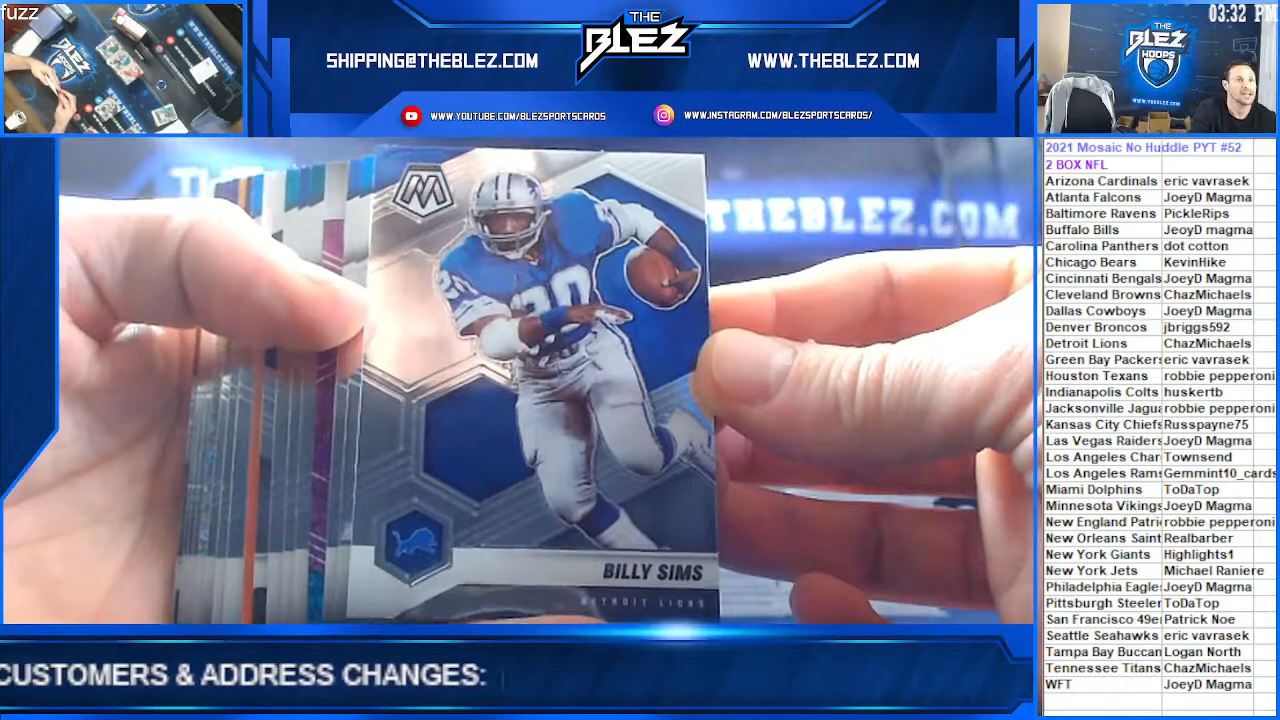 fuzz
SHIPPING@THEBLEZ.COM
THE
BLEZ
WWW.THEBLEZ.COM
WWW.YOUTUBE.COM/BLEZSPORTSCARDS
WWW.INSTAGRAM.COM/BLEZSPORTSCARDS/
03:32 PM
THE
BLEZ
HOOPS
WWW.THEBLEZ.COM
THEBLEZ.COM
M
20
BILLY SIMS
DETROIT LIONS
2021 Mosaic No Huddle PYT #52
2 BOX NFL
Arizona Cardinals eric vavrasek
Atlanta Falcons JoeyD Magma
Baltimore Ravens PickleRips
Buffalo Bills JeoyD magma
Carolina Panthers dot cotton
Chicago Bears KevinHike
Cincinnati Bengals JoeyD Magma
Cleveland Browns ChazMichaels
Dallas Cowboys JoeyD Magma
Denver Broncos jbriggs592
Detroit Lions ChazMichaels
Green Bay Packers eric vavrasek
Houston Texans robbie pepperoni
Indianapolis Colts huskertb
Jacksonville Jagua robbie pepperoni
Kansas City Chiefs Russpayne75
Las Vegas Raiders JoeyD Magma
Los Angeles Char Townsend
Los Angeles Rams Gemmint10_cards
Miami Dolphins ToDaTop
Minnesota Vikings JoeyD Magma
New England Patri robbie pepperoni
New Orleans Saint Realbarber
New York Giants Highlights1
New York Jets Michael Raniere
Philadelphia Eagle JoeyD Magma
Pittsburgh Steeler ToDaTop
San Francisco 49e Patrick Noe
Seattle Seahawks eric vavrasek
Tampa Bay Buccan Logan North
Tennessee Titans ChazMichaels
WFT JoeyD Magma
CUSTOMERS & ADDRESS CHANGES: